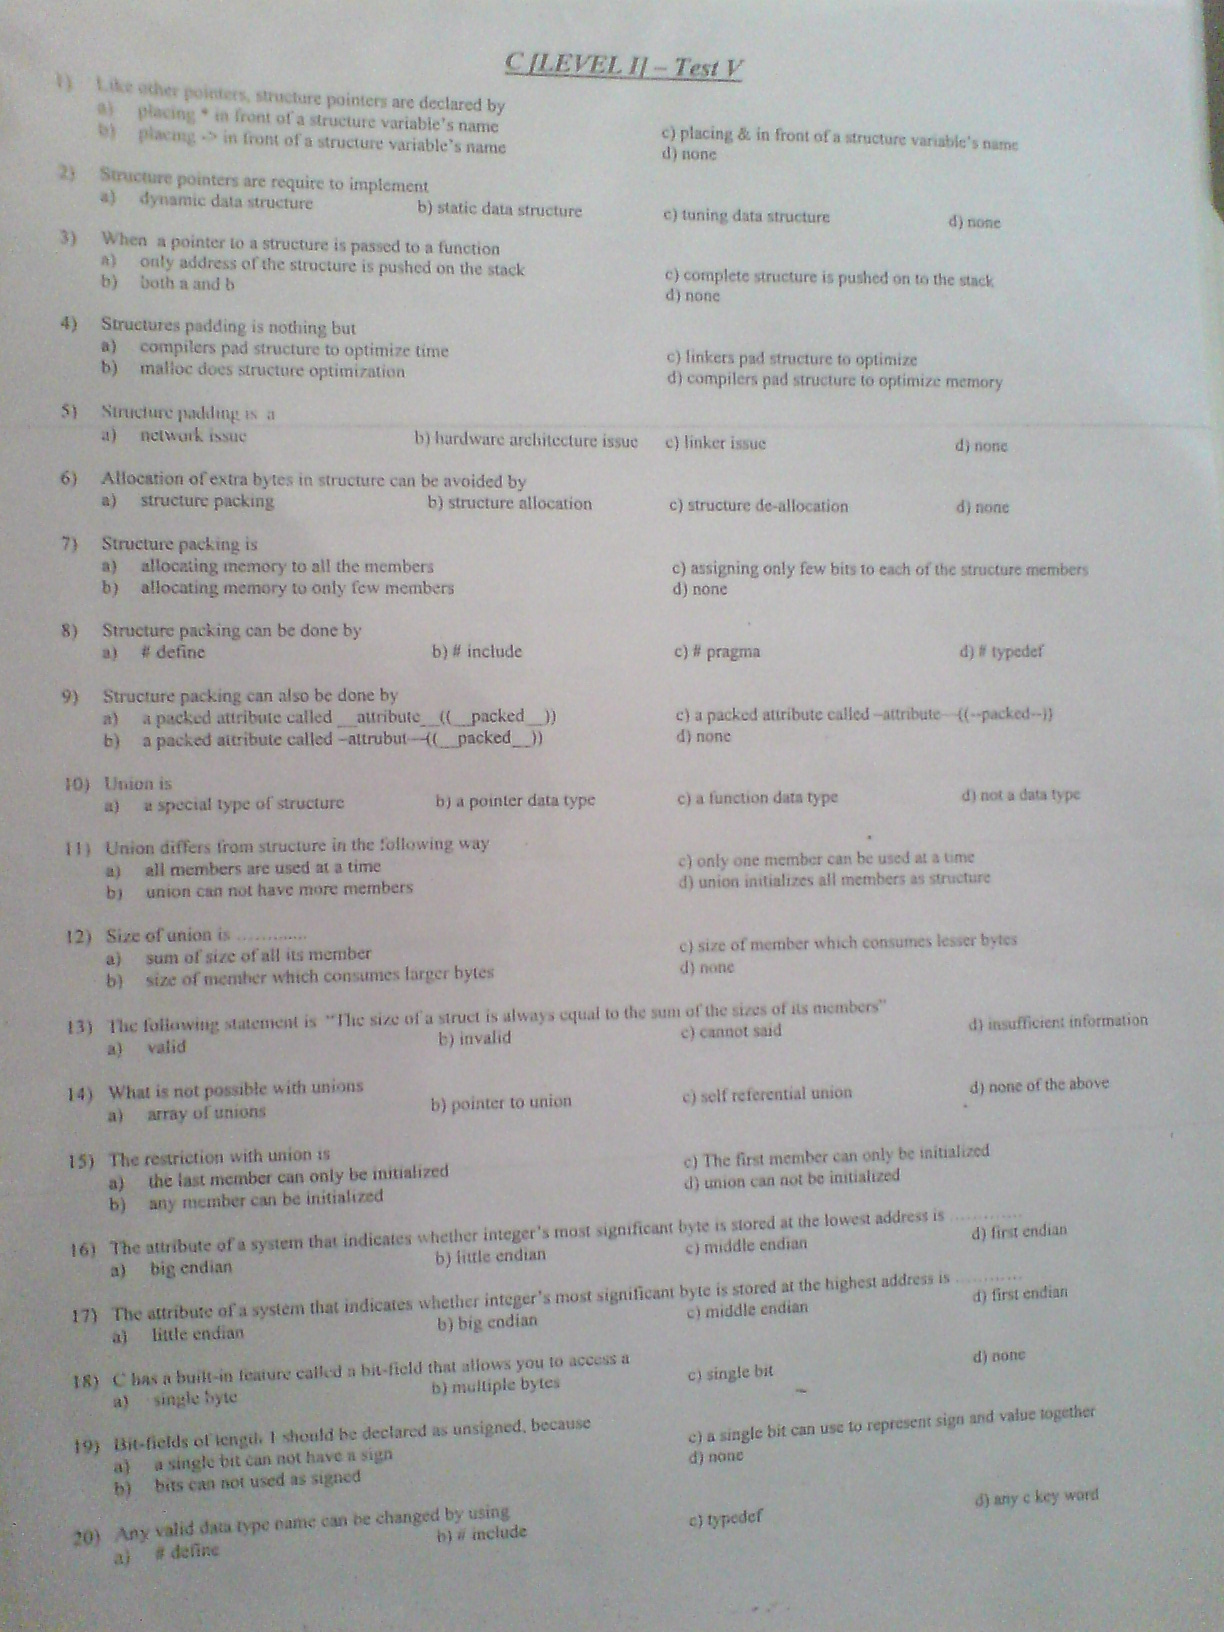 C [LEVEL I] – Test V
1) Like other pointers, structure pointers are declared by
a) placing * in front of a structure variable's name
b) placing -> in front of a structure variable's name
c) placing & in front of a structure variable's name
d) none
2) Structure pointers are require to implement
a) dynamic data structure b) static data structure c) tuning data structure d) none
3) When a pointer to a structure is passed to a function
a) only address of the structure is pushed on the stack
b) both a and b
c) complete structure is pushed on to the stack
d) none
4) Structures padding is nothing but
a) compilers pad structure to optimize time
b) malloc does structure optimization
c) linkers pad structure to optimize
d) compilers pad structure to optimize memory
5) Structure padding is a
a) network issue b) hardware architecture issue c) linker issue d) none
6) Allocation of extra bytes in structure can be avoided by
a) structure packing b) structure allocation c) structure de-allocation d) none
7) Structure packing is
a) allocating memory to all the members
b) allocating memory to only few members
c) assigning only few bits to each of the structure members
d) none
8) Structure packing can be done by
a) # define b) # include c) # pragma d) # typedef
9) Structure packing can also be done by
a) a packed attribute called __attribute__((__packed__))
b) a packed attribute called –attrubut—((__packed__))
c) a packed attribute called –attribute—((--packed--))
d) none
10) Union is
a) a special type of structure b) a pointer data type c) a function data type d) not a data type
11) Union differs from structure in the following way
a) all members are used at a time
b) union can not have more members
c) only one member can be used at a time
d) union initializes all members as structure
12) Size of union is .............
a) sum of size of all its member
b) size of member which consumes larger bytes
c) size of member which consumes lesser bytes
d) none
13) The following statement is "The size of a struct is always equal to the sum of the sizes of its members"
a) valid b) invalid c) cannot said d) insufficient information
14) What is not possible with unions
a) array of unions b) pointer to union c) self referential union d) none of the above
15) The restriction with union is
a) the last member can only be initialized
b) any member can be initialized
c) The first member can only be initialized
d) union can not be initialized
16) The attribute of a system that indicates whether integer's most significant byte is stored at the lowest address is .............
a) big endian b) little endian c) middle endian d) first endian
17) The attribute of a system that indicates whether integer's most significant byte is stored at the highest address is ............
a) little endian b) big endian c) middle endian d) first endian
18) C has a built-in feature called a bit-field that allows you to access a
a) single byte b) multiple bytes c) single bit d) none
19) Bit-fields of length 1 should be declared as unsigned, because
a) a single bit can not have a sign
b) bits can not used as signed
c) a single bit can use to represent sign and value together
d) none
20) Any valid data type name can be changed by using
a) # define b) # include c) typedef d) any c key word